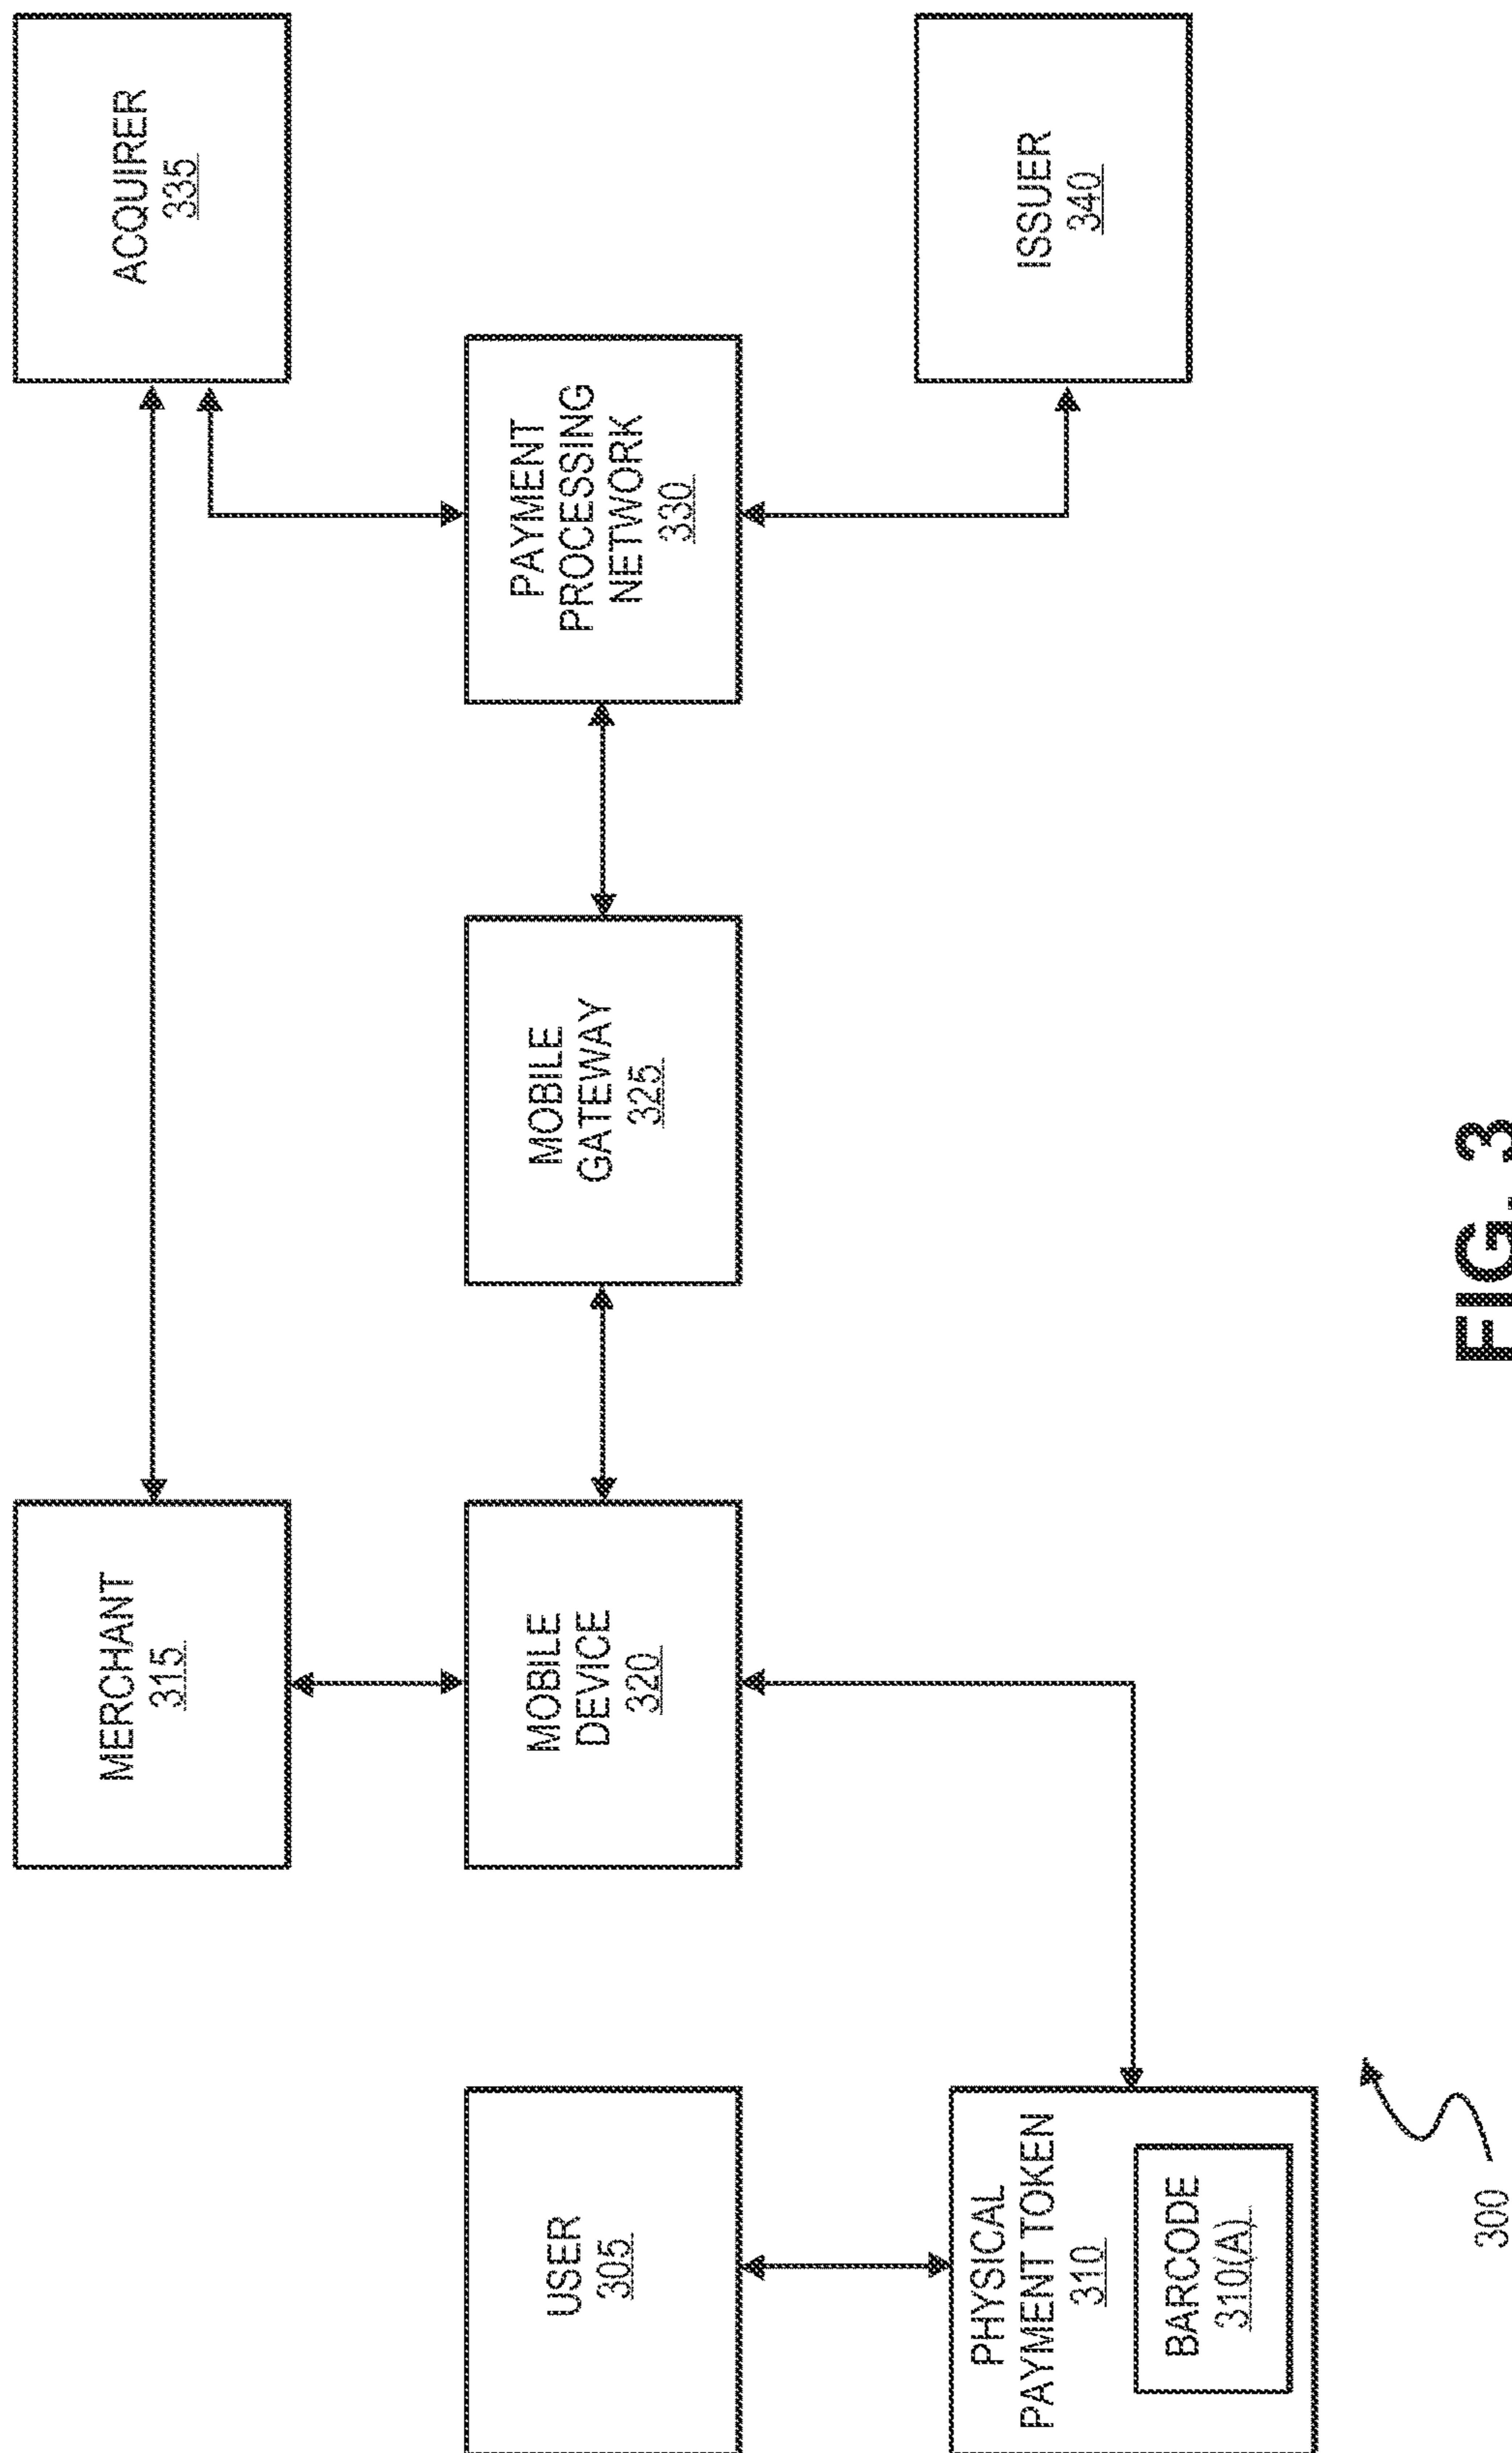 USER
305
PHYSICAL
PAYMENT TOKEN
310
BARCODE
310(A)
MERCHANT
315
MOBILE
DEVICE
320
MOBILE
GATEWAY
325
PAYMENT
PROCESSING
NETWORK
330
ACQUIRER
335
ISSUER
340
300
FIG. 3